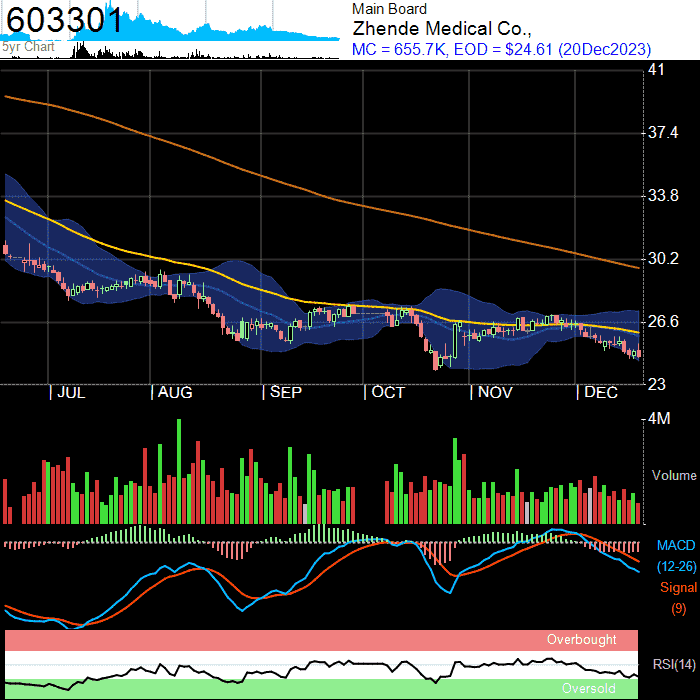 603301
5yr Chart
Main Board
Zhende Medical Co.,
MC = 655.7K, EOD = $24.61 (20Dec2023)
41
37.4
33.8
30.2
26.6
23
| JUL | AUG | SEP | OCT | NOV | DEC
4M
Volume
MACD
(12-26)
Signal
(9)
Overbought
RSI(14)
Oversold